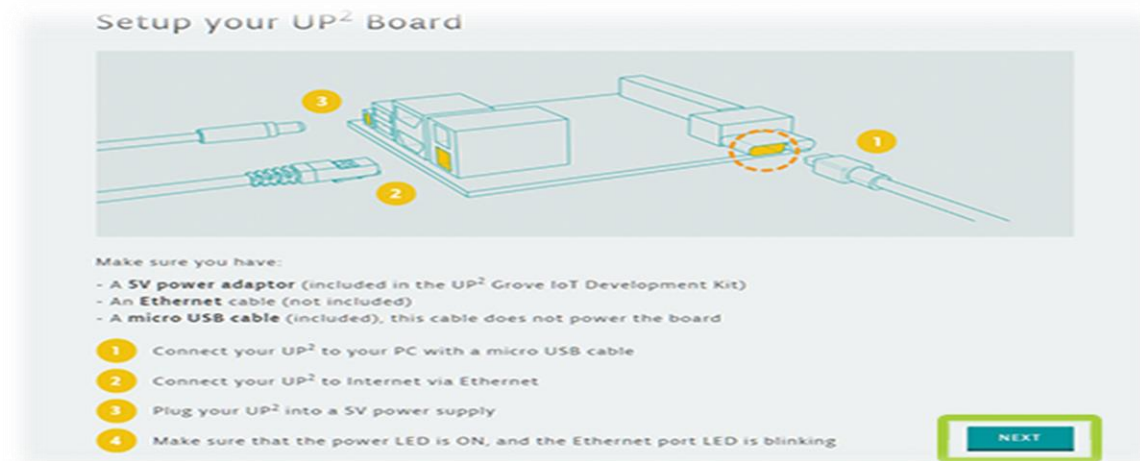 Setup your UP² Board
3
1
2
Make sure you have:
- A 5V power adaptor (included in the UP² Grove IoT Development Kit)
- An Ethernet cable (not included)
- A micro USB cable (included), this cable does not power the board
1 Connect your UP² to your PC with a micro USB cable
2 Connect your UP² to Internet via Ethernet
3 Plug your UP² into a 5V power supply
4 Make sure that the power LED is ON, and the Ethernet port LED is blinking
NEXT